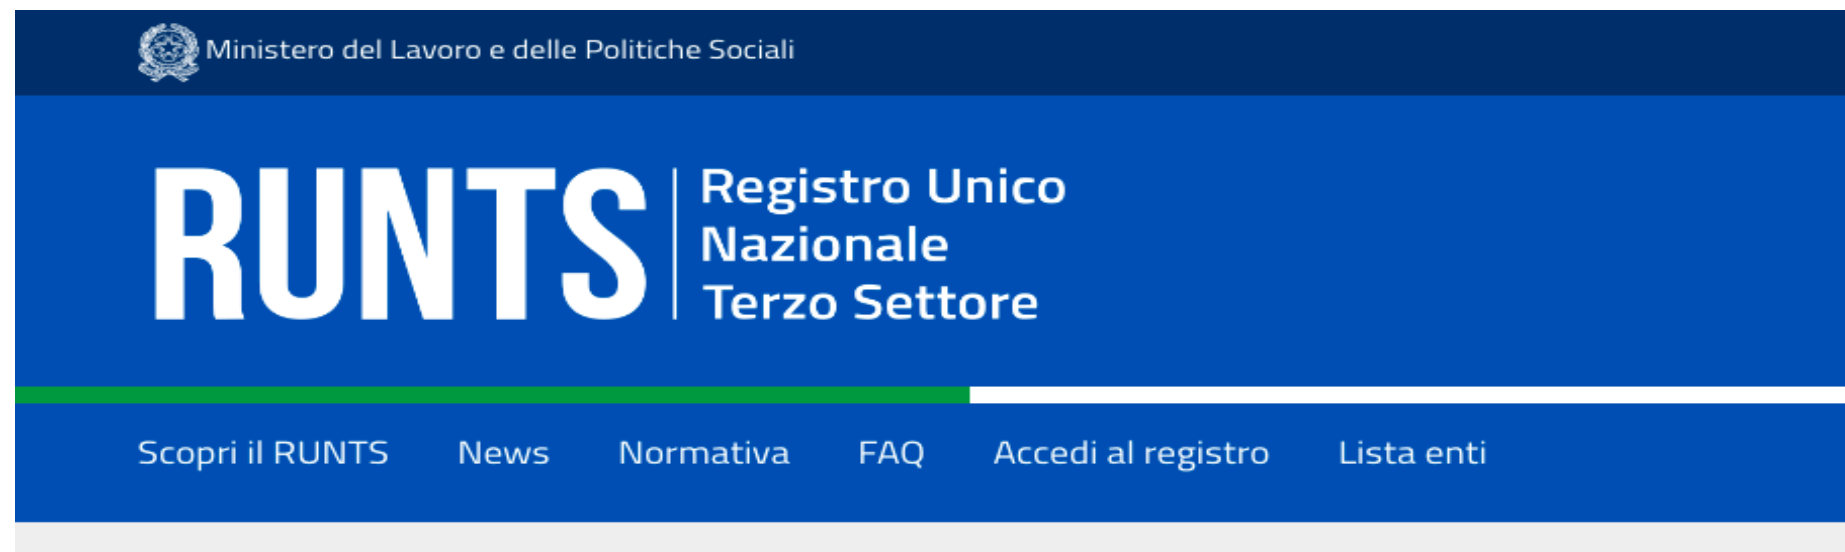 Ministero del Lavoro e delle Politiche Sociali
RUNTS
Registro Unico
Nazionale
Terzo Settore
Scopri il RUNTS News Normativa FAQ Accedi al registro Lista enti